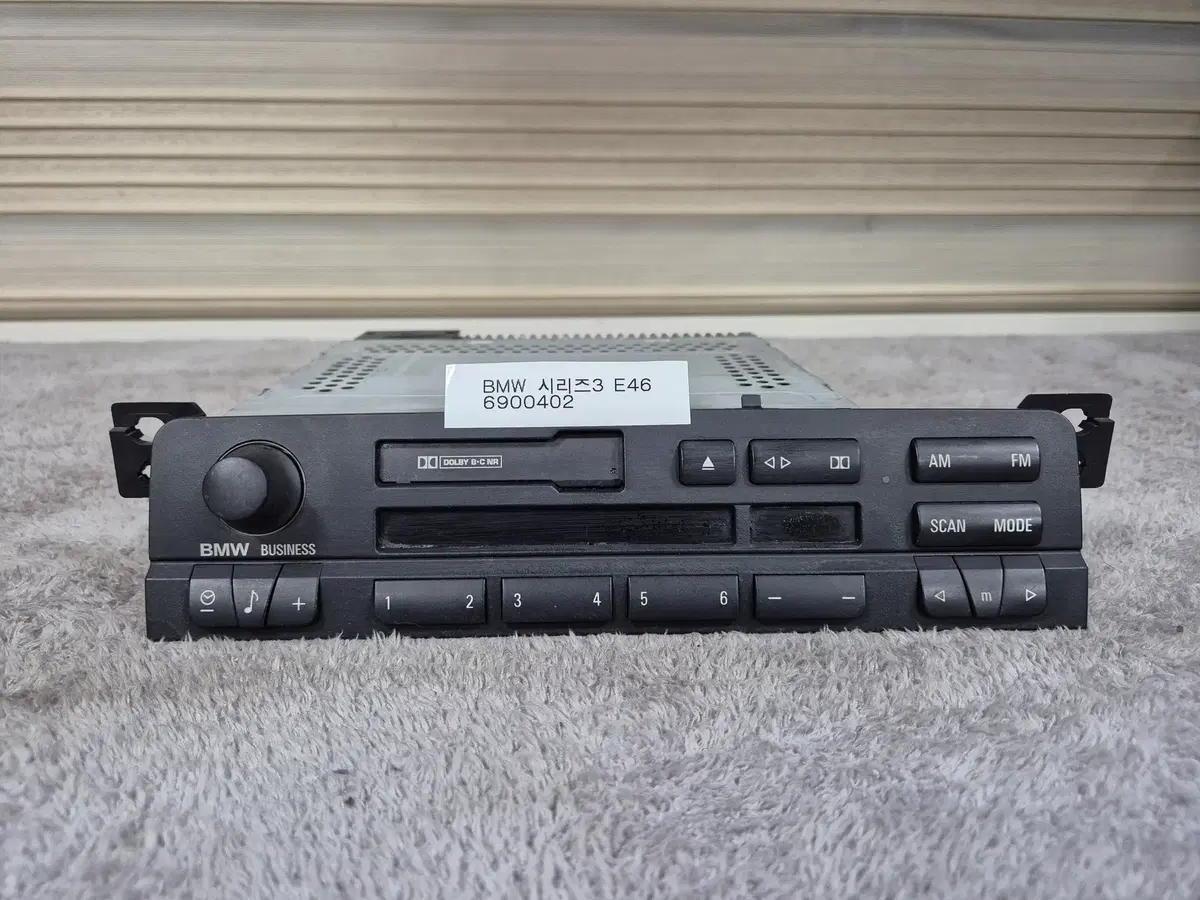 BMW 시리즈3 E46
6900402
DOLBY B·C NR
AM FM
SCAN MODE
BMW BUSINESS
+
1 2
3 4
5 6
– –
m